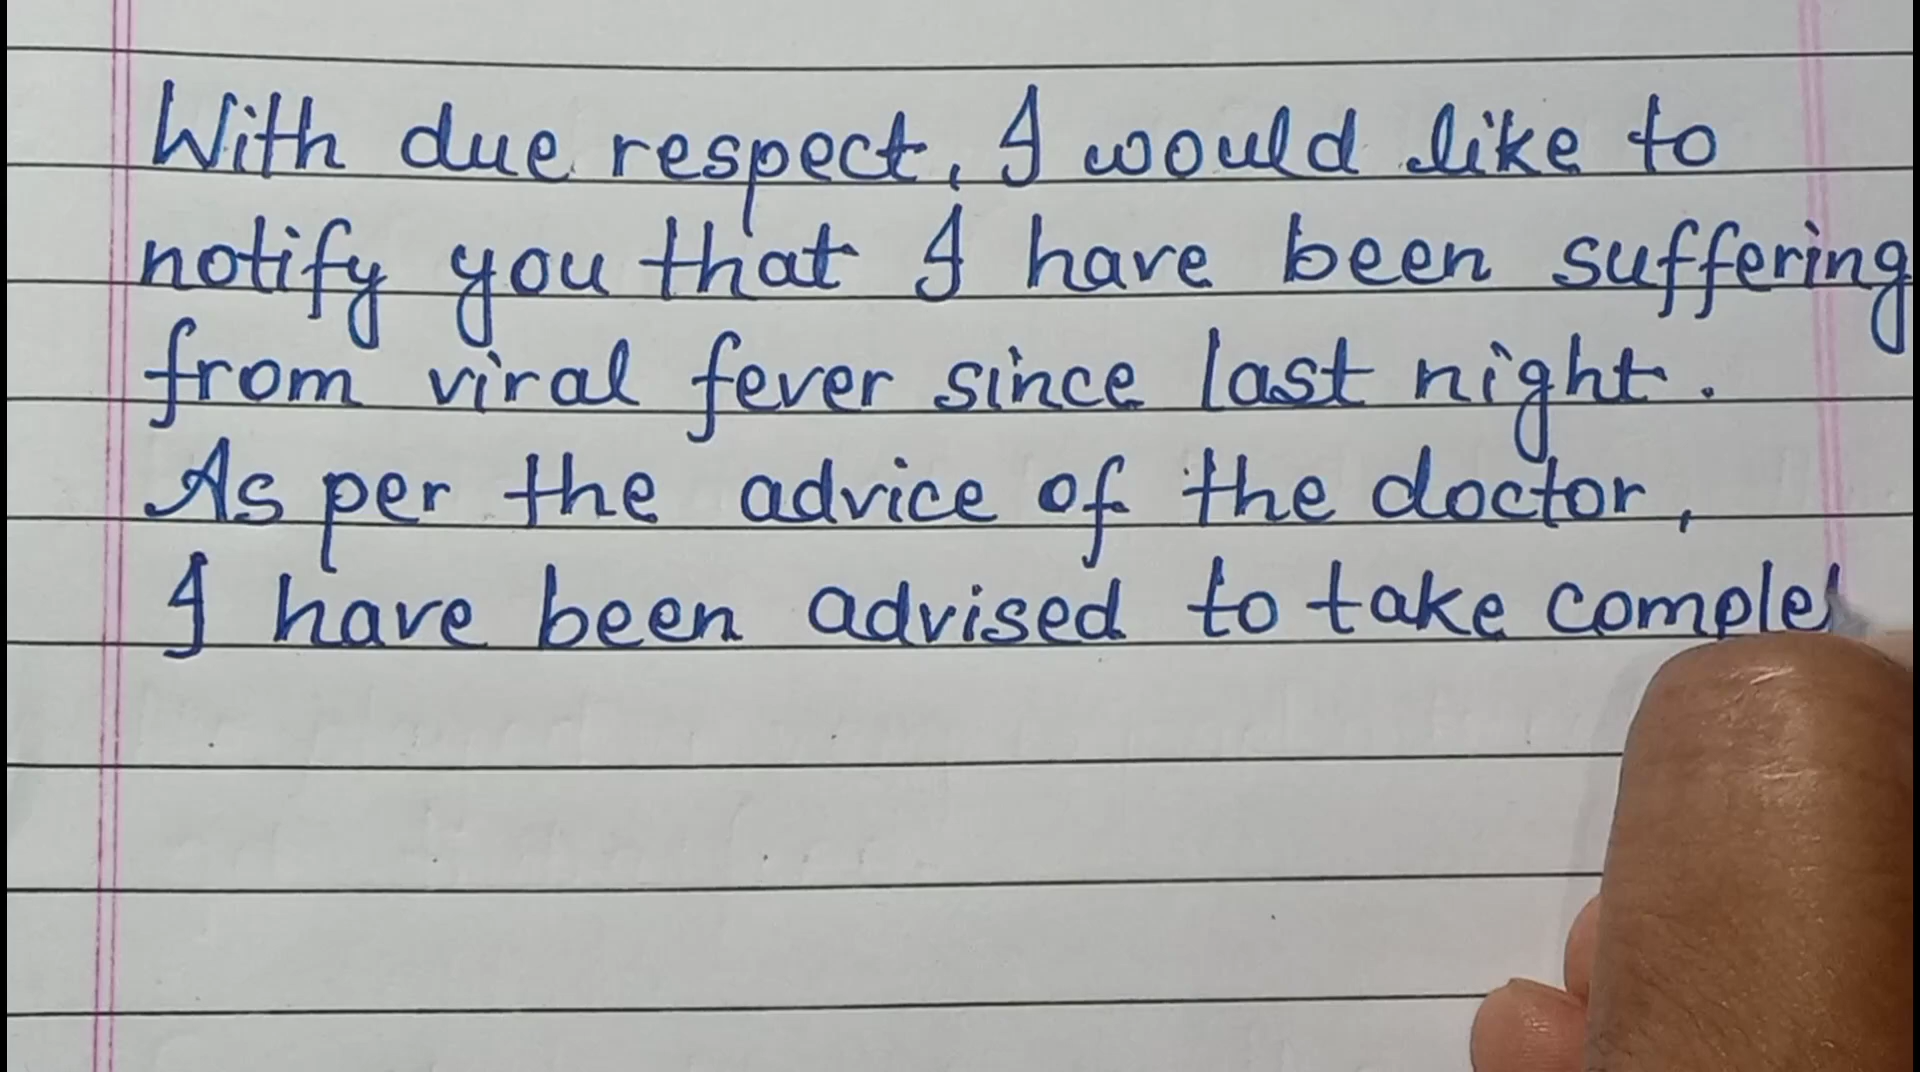 With due respect, I would like to
notify you that I have been suffering
from viral fever since last night.
As per the advice of the doctor,
I have been advised to take complet